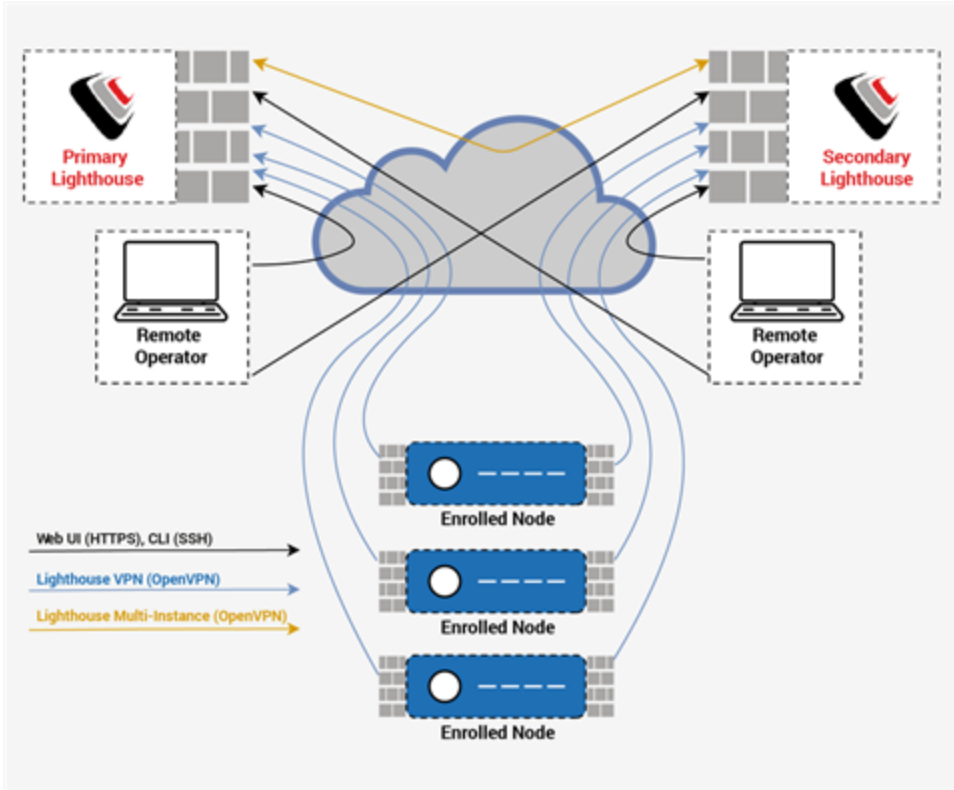 Primary
Lighthouse
Secondary
Lighthouse
Remote
Operator
Remote
Operator
Enrolled Node
Web UI (HTTPS), CLI (SSH)
Lighthouse VPN (OpenVPN)
Lighthouse Multi-Instance (OpenVPN)
Enrolled Node
Enrolled Node